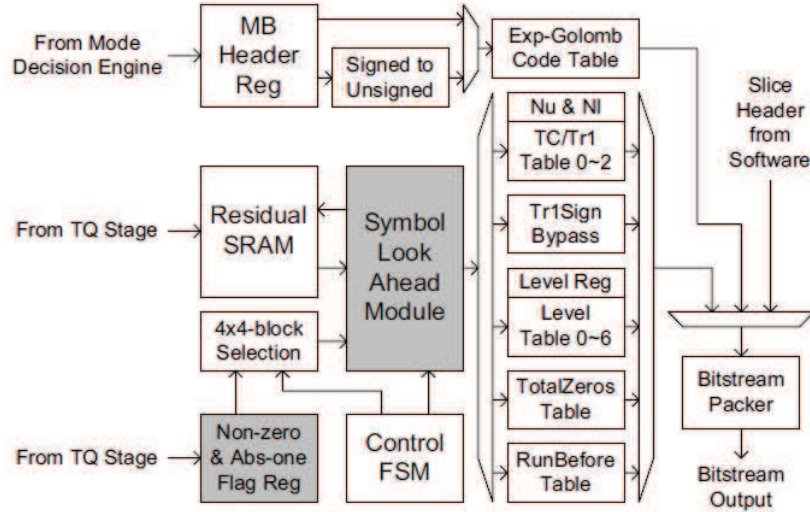 From Mode
Decision Engine
MB
Header
Reg
Signed to
Unsigned
Exp-Golomb
Code Table
Slice
Header
from
Software
Nu & Nl
TC/Tr1
Table 0~2
From TQ Stage
Residual
SRAM
Symbol
Look
Ahead
Module
Tr1Sign
Bypass
Level Reg
Level
Table 0~6
4x4-block
Selection
TotalZeros
Table
Bitstream
Packer
From TQ Stage
Non-zero
& Abs-one
Flag Reg
Control
FSM
RunBefore
Table
Bitstream
Output